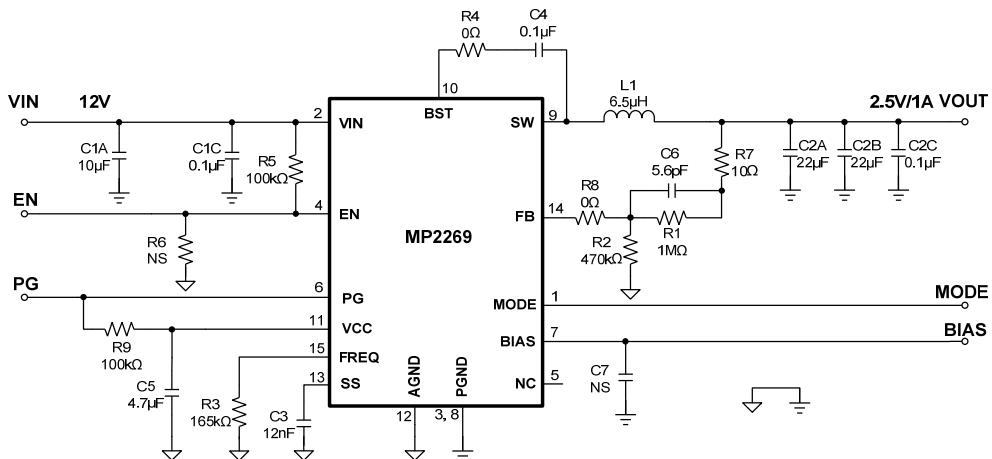 R4
0Ω
C4
0.1μF
10
BST
VIN
12V
2
VIN
SW
9
L1
6.5μH
2.5V/1A VOUT
C1A
10μF
C1C
0.1μF
R5
100kΩ
C6
5.6pF
R7
10Ω
C2A
22μF
C2B
22μF
C2C
0.1μF
EN
4
EN
FB
14
R8
0Ω
R1
1MΩ
R6
NS
MP2269
R2
470kΩ
PG
6
PG
MODE
1
MODE
11
VCC
BIAS
7
BIAS
R9
100kΩ
15
FREQ
C5
4.7μF
R3
165kΩ
13
SS
C3
12nF
AGND
PGND
NC
5
C7
NS
12
3, 8